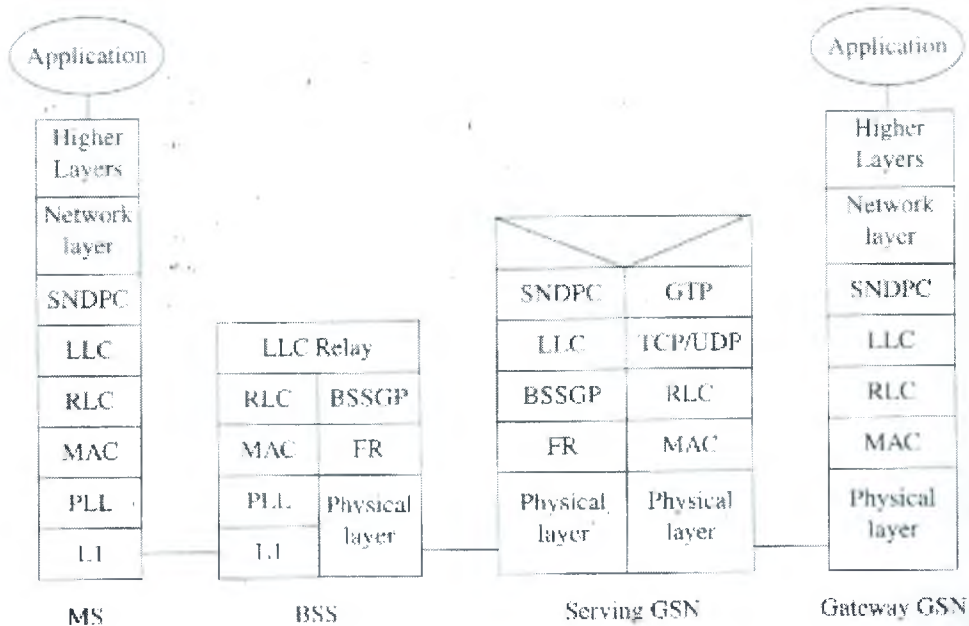 Application
Higher
Layers
Network
layer
SNDPC
LLC
RLC
MAC
PLL
L1
MS
LLC Relay
RLC BSSGP
MAC FR
PLL Physical
layer
L1
BSS
SNDPC GTP
LLC TCP/UDP
BSSGP RLC
FR MAC
Physical Physical
layer layer
Serving GSN
Application
Higher
Layers
Network
layer
SNDPC
LLC
RLC
MAC
Physical
layer
Gateway GSN